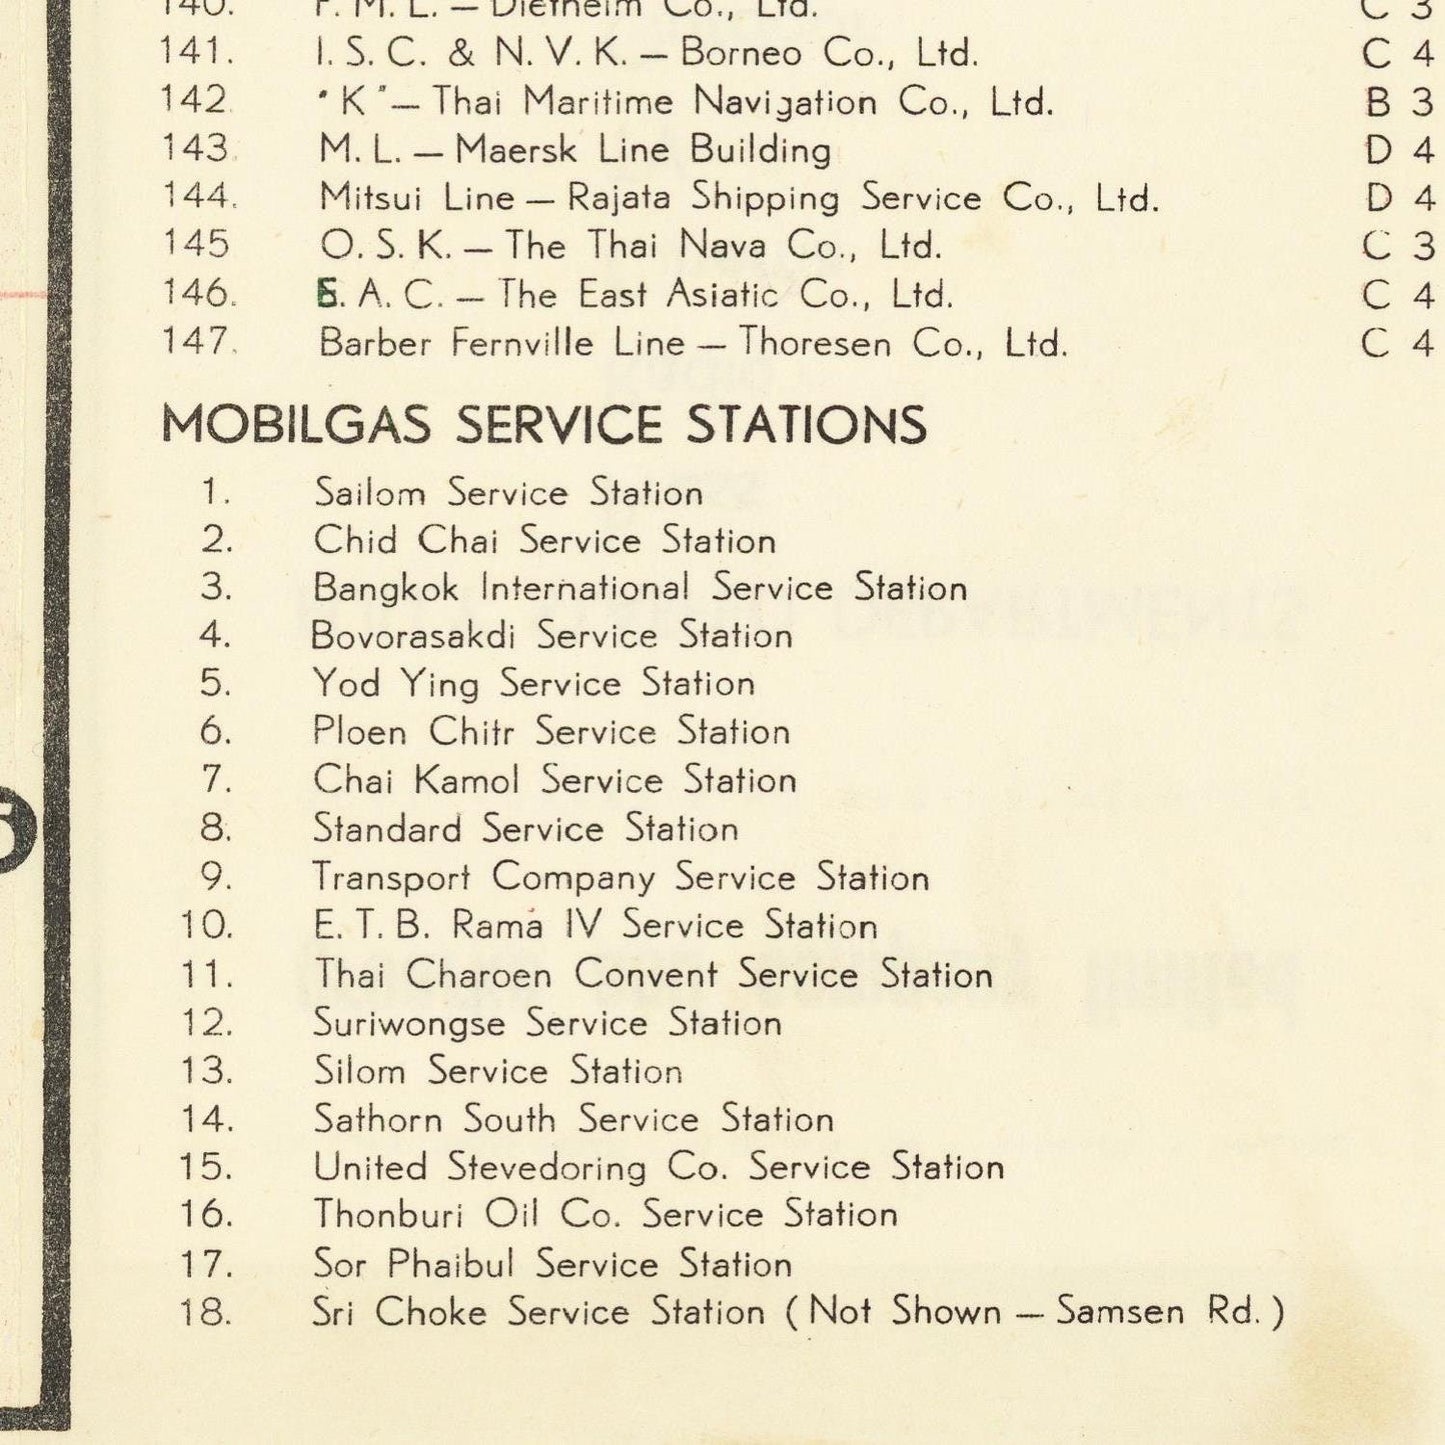 140. F. M. L. — Diethelm Co., Ltd. C 3
141. I. S. C. & N. V. K. — Borneo Co., Ltd. C 4
142 "K" — Thai Maritime Navigation Co., Ltd. B 3
143. M. L. — Maersk Line Building D 4
144. Mitsui Line — Rajata Shipping Service Co., Ltd. D 4
145 O. S. K. — The Thai Nava Co., Ltd. C 3
146. E. A. C. — The East Asiatic Co., Ltd. C 4
147. Barber Fernville Line — Thoresen Co., Ltd. C 4
MOBILGAS SERVICE STATIONS
1. Sailom Service Station
2. Chid Chai Service Station
3. Bangkok International Service Station
4. Bovorasakdi Service Station
5. Yod Ying Service Station
6. Ploen Chitr Service Station
7. Chai Kamol Service Station
8. Standard Service Station
9. Transport Company Service Station
10. E. T. B. Rama IV Service Station
11. Thai Charoen Convent Service Station
12. Suriwongse Service Station
13. Silom Service Station
14. Sathorn South Service Station
15. United Stevedoring Co. Service Station
16. Thonburi Oil Co. Service Station
17. Sor Phaibul Service Station
18. Sri Choke Service Station ( Not Shown — Samsen Rd. )